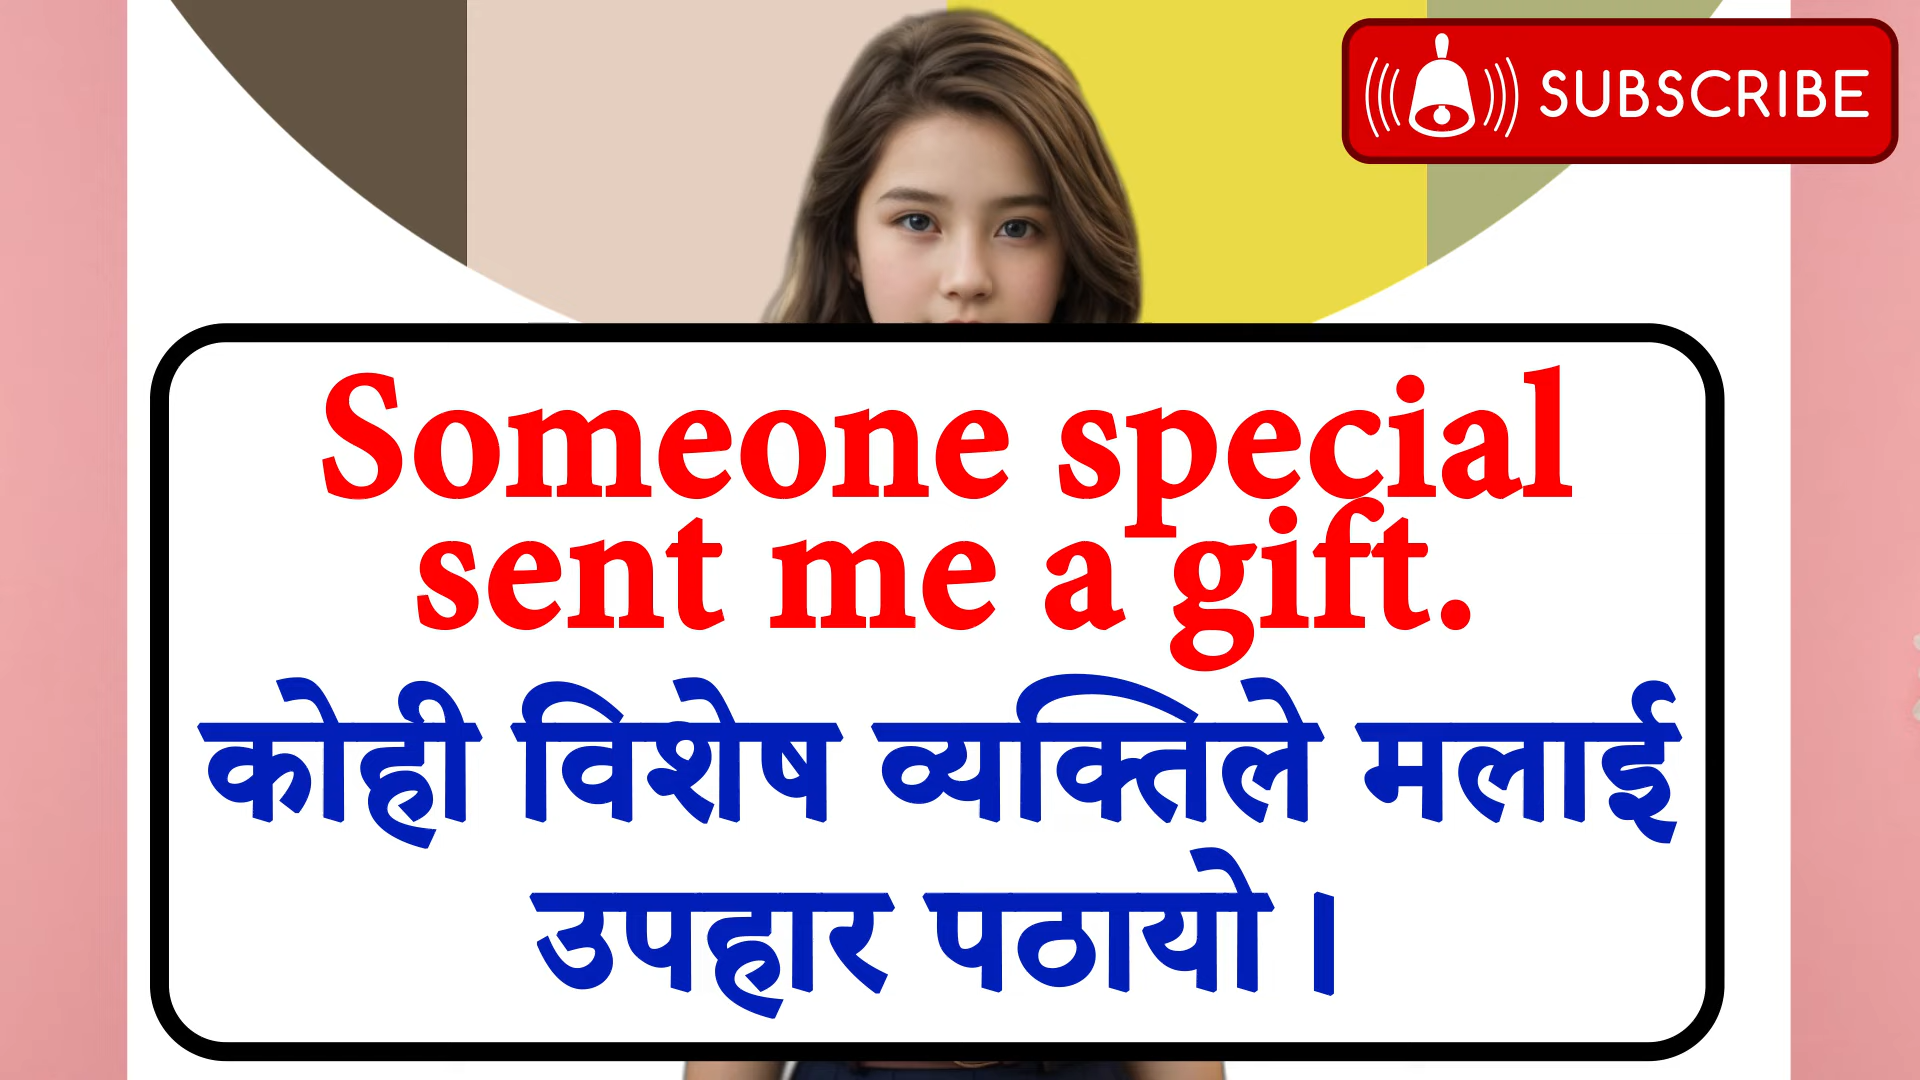 SUBSCRIBE
Someone special
sent me a gift.
कोही विशेष व्यक्तिले मलाई
उपहार पठायो।